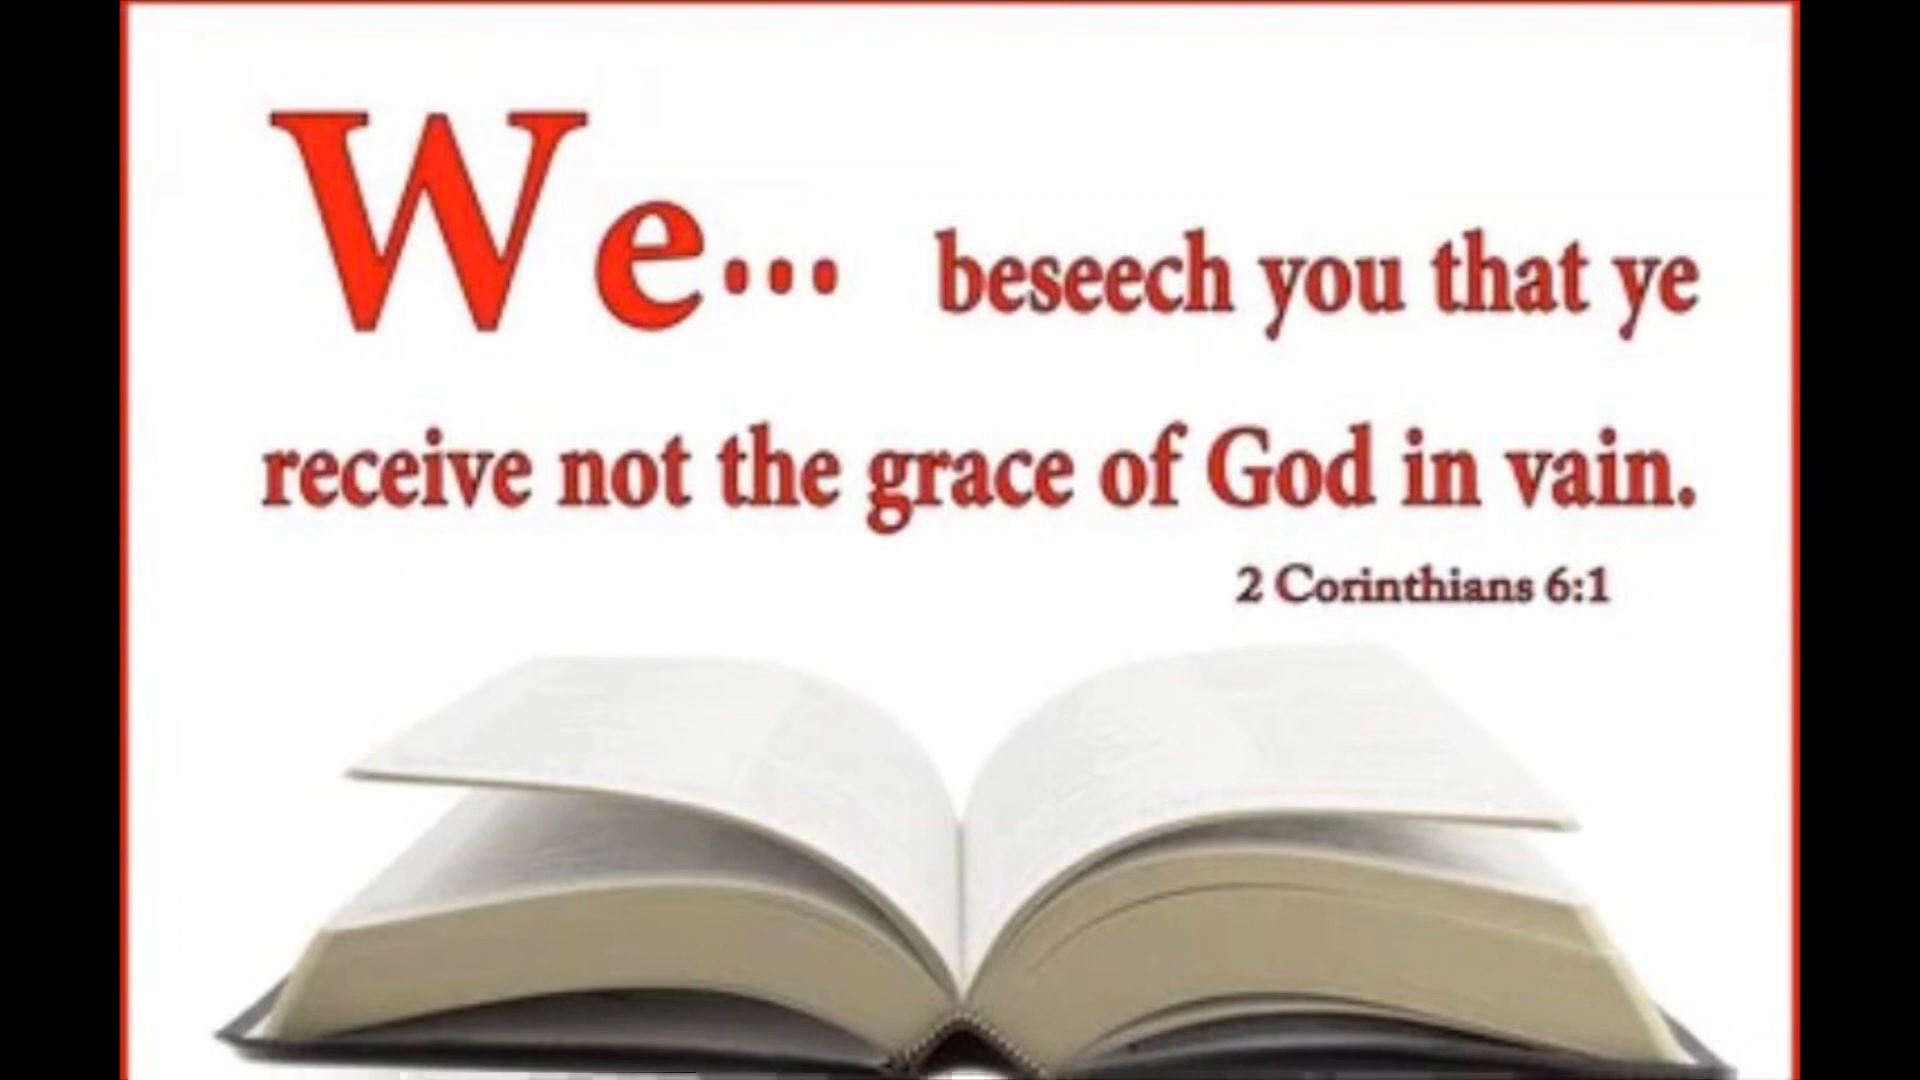 We... beseech you that ye
receive not the grace of God in vain.
2 Corinthians 6:1